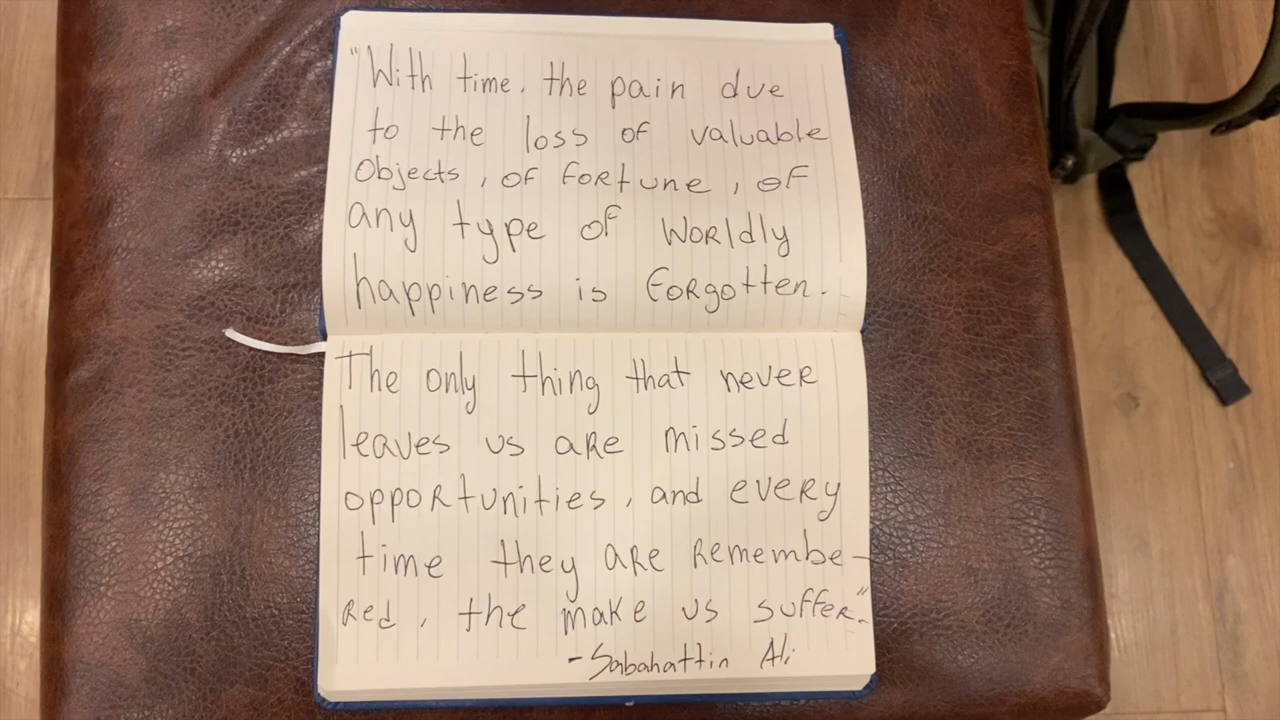 "With time, the pain due
to the loss of valuable
objects, of fortune, of
any type of worldly
happiness is forgotten.
The only thing that never
leaves us are missed
opportunities, and every
time they are remembe-
red, the make us suffer."
- Sabahattin Ali